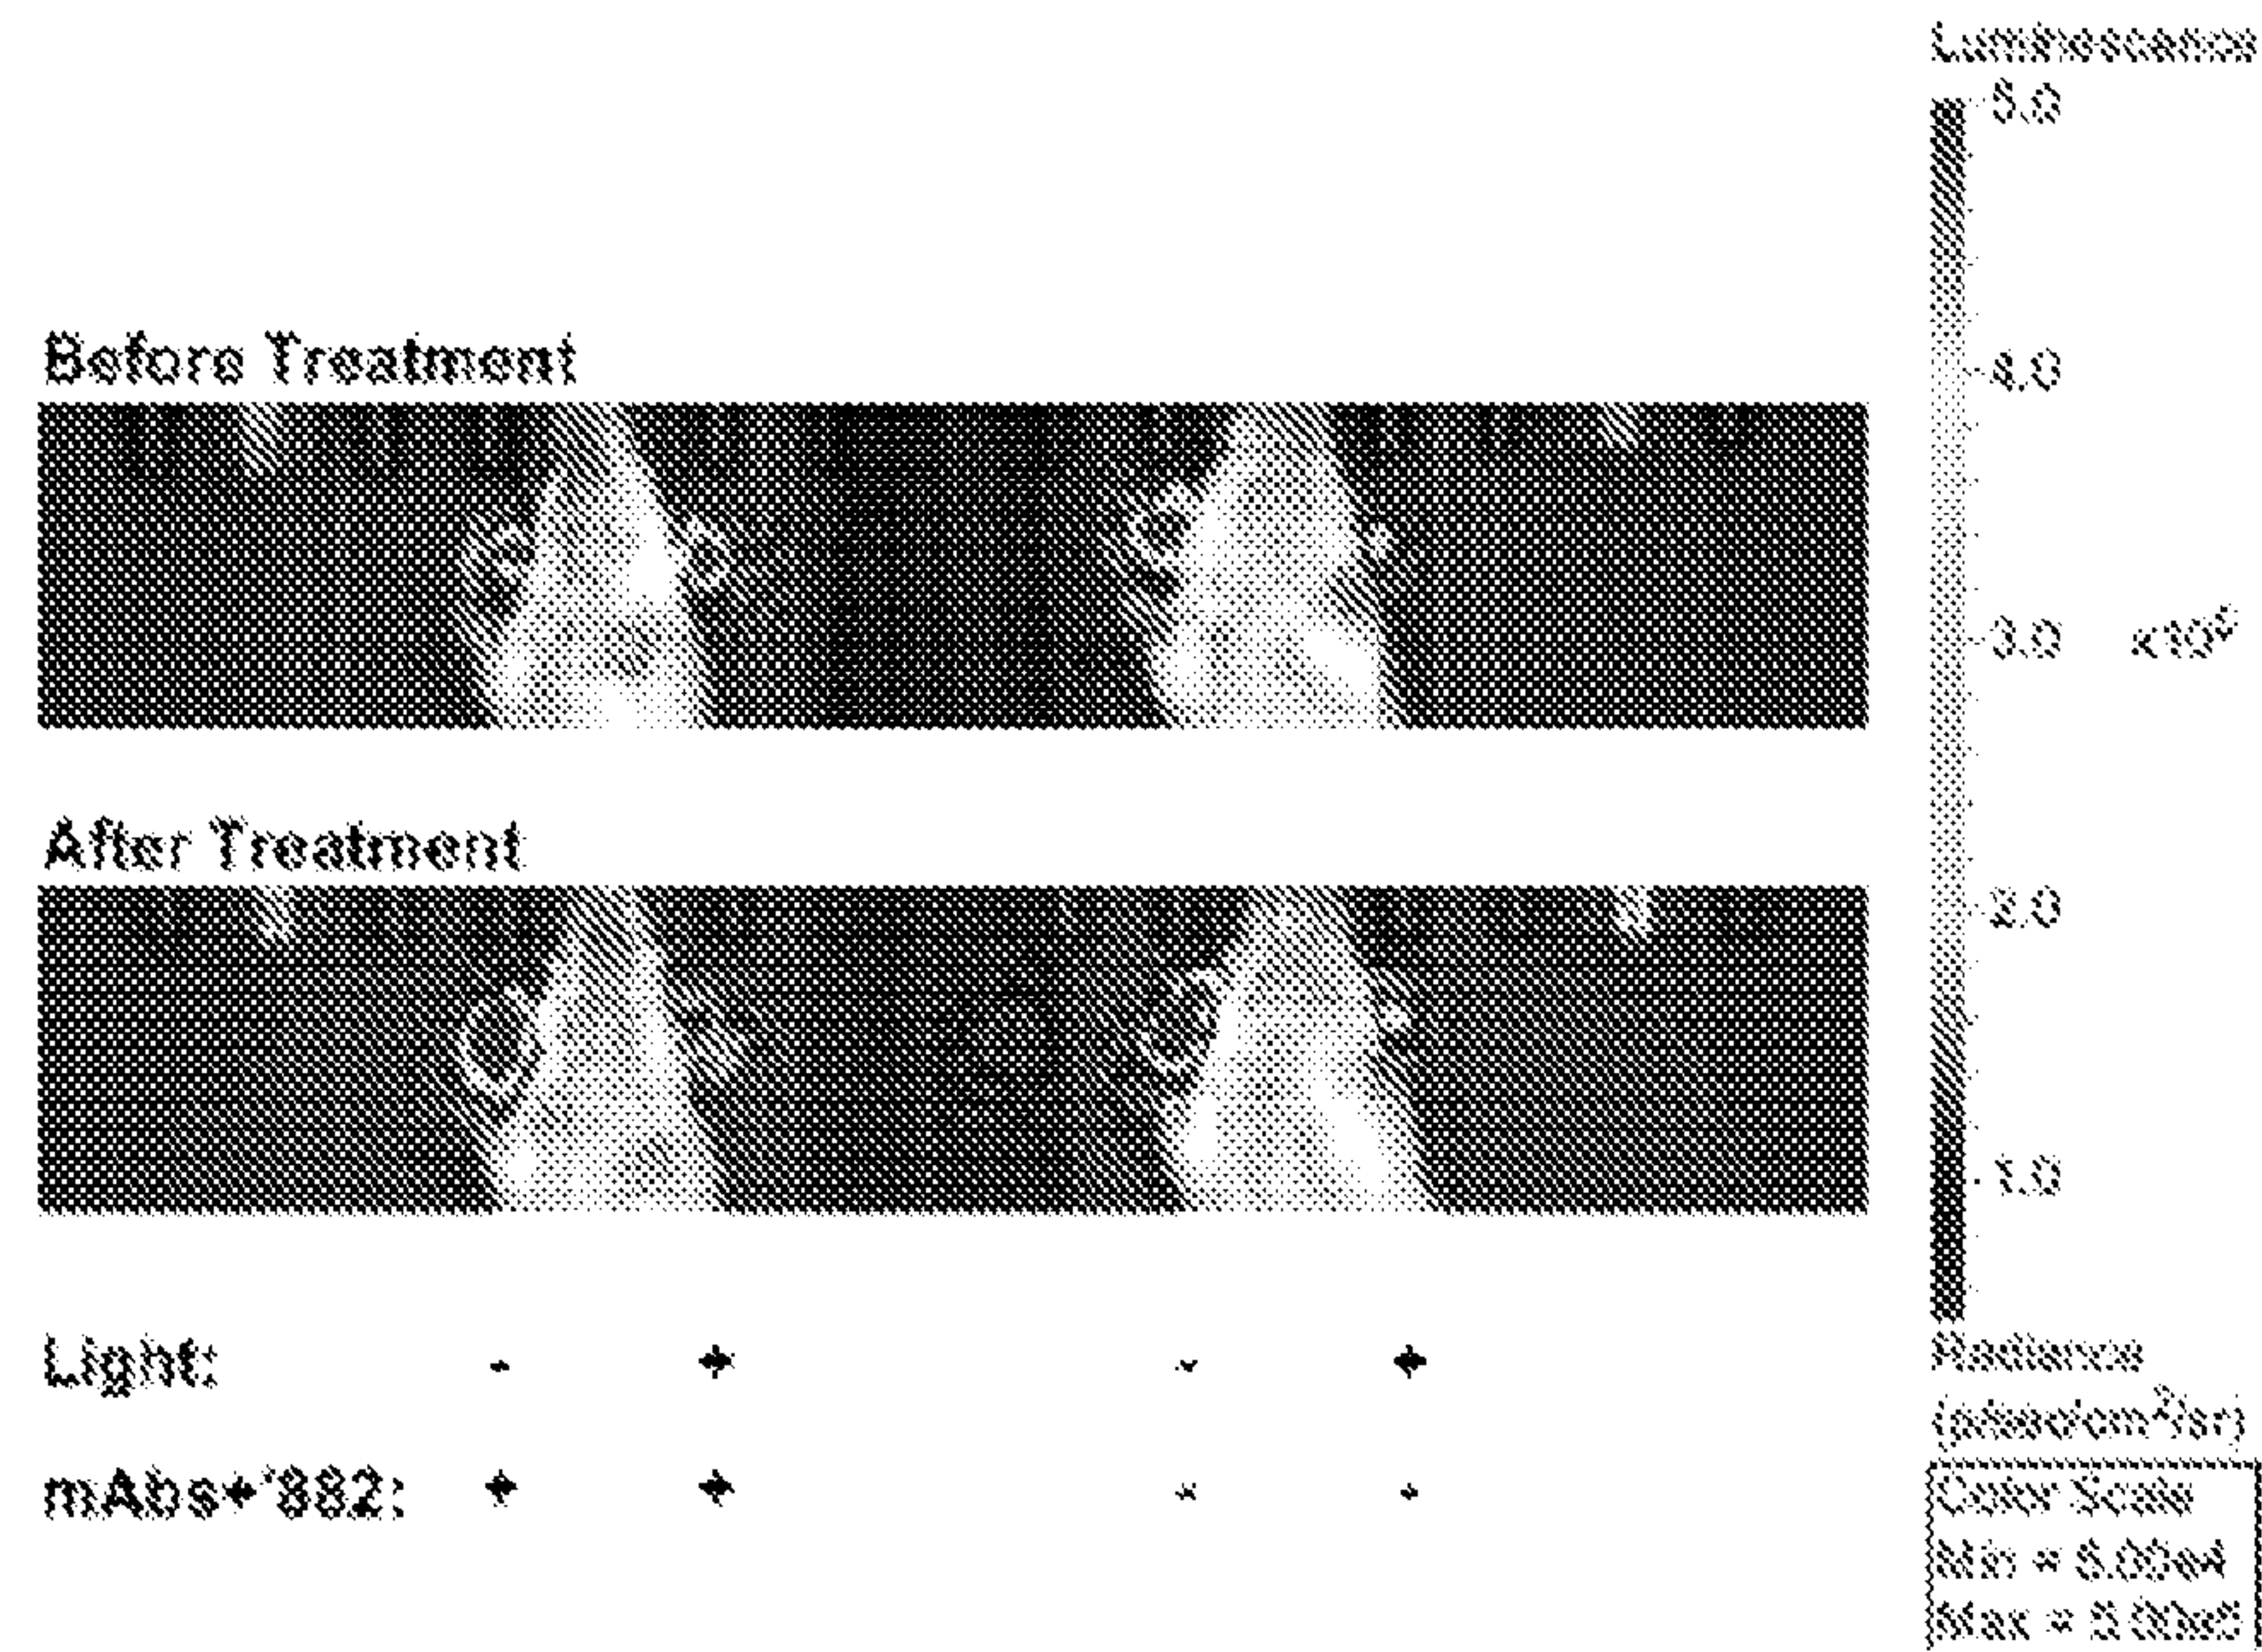 Luminescence
5.0
Before Treatment
4.0
3.0
After Treatment
2.0
1.0
Light: - + - +
Radiance
mAbs+'882: + + - -
Color Scale